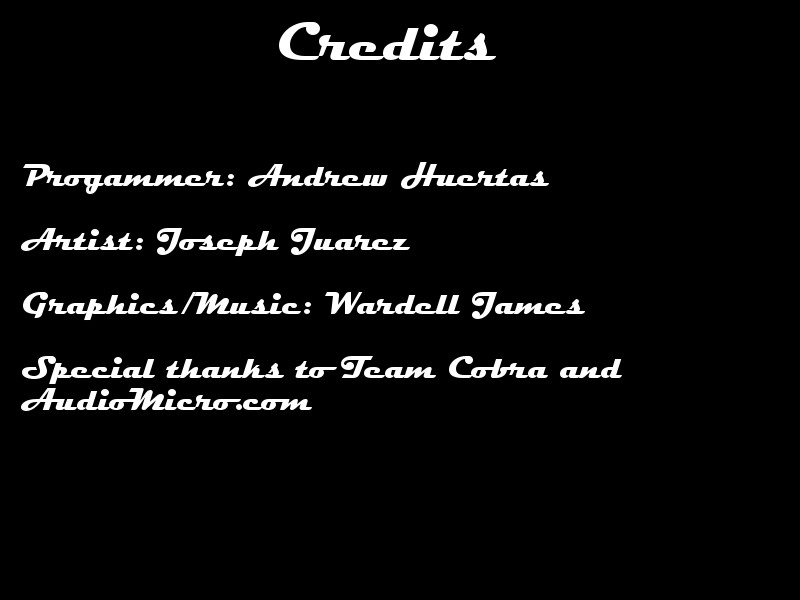 Credits
Progammer: Andrew Huertas
Artist: Joseph Juarez
Graphics/Music: Wardell James
Special thanks to Team Cobra and
AudioMicro.com